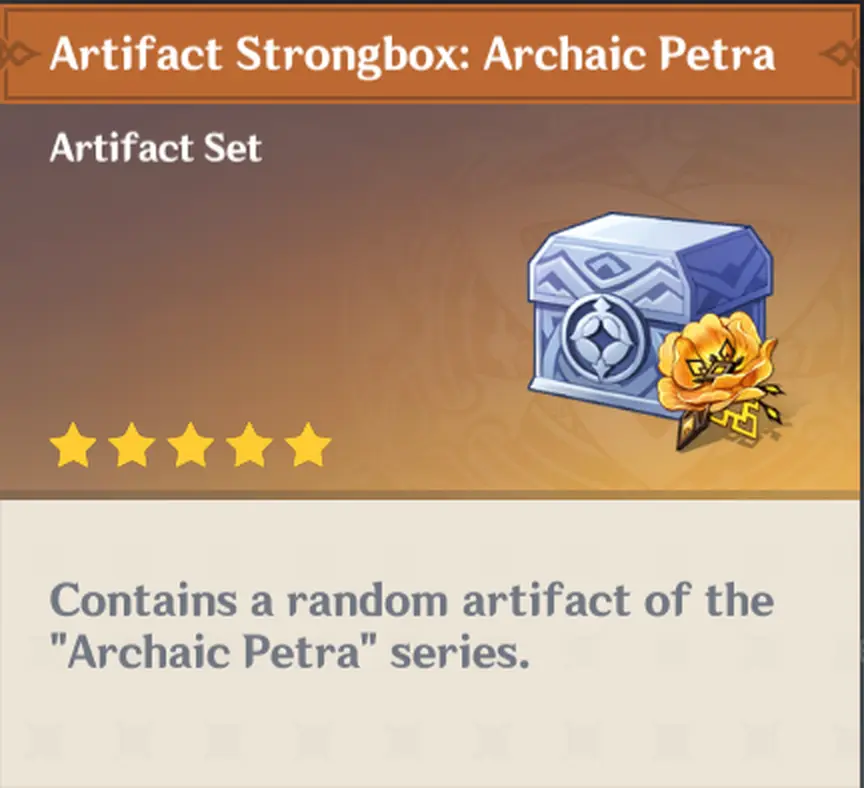 Artifact Strongbox: Archaic Petra
Artifact Set
Contains a random artifact of the
"Archaic Petra" series.